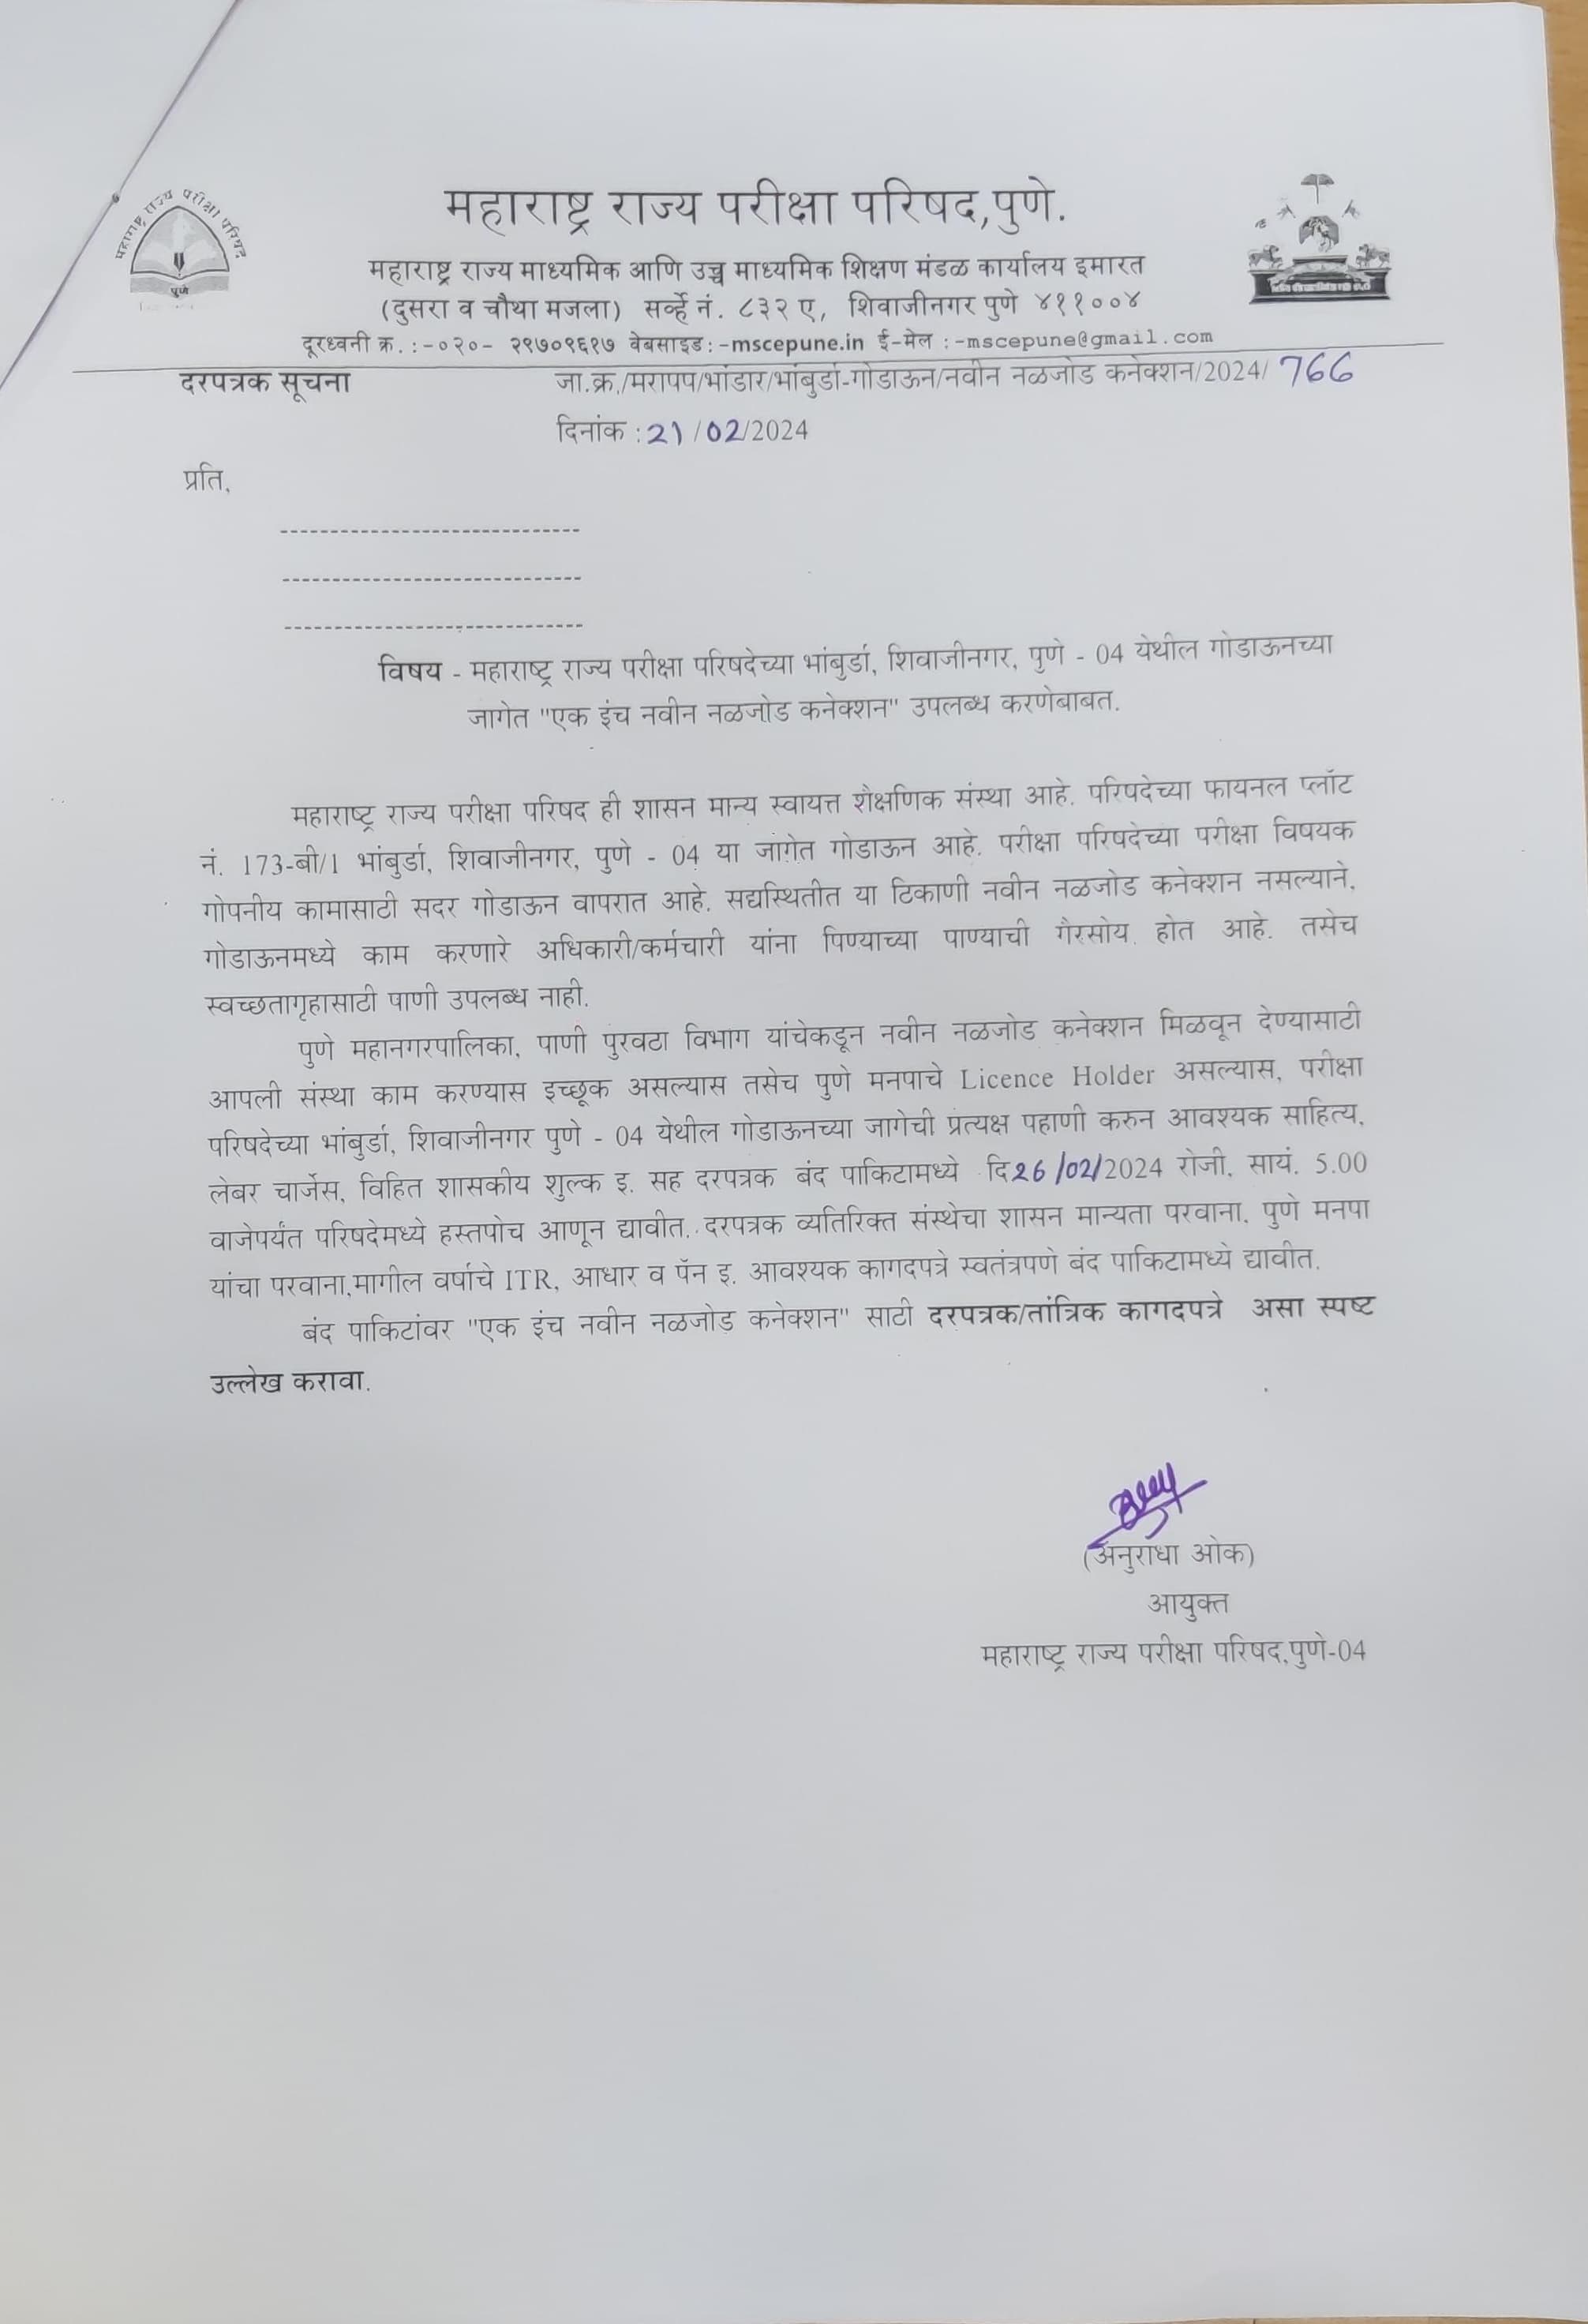 महाराष्ट्र राज्य परीक्षा परिषद
पुणे
महाराष्ट्र राज्य परीक्षा परिषद,पुणे.
महाराष्ट्र राज्य माध्यमिक आणि उच्च माध्यमिक शिक्षण मंडळ कार्यालय इमारत
(दुसरा व चौथा मजला) सर्व्हे नं. ८३२ ए, शिवाजीनगर पुणे ४११००४
दूरध्वनी क्र.:-०२०- २९७०९६१७ वेबसाइड:-mscepune.in ई-मेल :-mscepune@gmail.com
दरपत्रक सूचना जा.क्र./मरापप/भांडार/भांबुर्डा-गोडाऊन/नवीन नळजोड कनेक्शन/2024/ 766
दिनांक : 21/02/2024
प्रति,
-----------------------------
-----------------------------
-----------------------------
विषय - महाराष्ट्र राज्य परीक्षा परिषदेच्या भांबुर्डा, शिवाजीनगर, पुणे - 04 येथील गोडाऊनच्या
जागेत "एक इंच नवीन नळजोड कनेक्शन" उपलब्ध करणेबाबत.
महाराष्ट्र राज्य परीक्षा परिषद ही शासन मान्य स्वायत्त शैक्षणिक संस्था आहे. परिषदेच्या फायनल प्लॉट
नं. 173-बी/1 भांबुर्डा, शिवाजीनगर, पुणे - 04 या जागेत गोडाऊन आहे. परीक्षा परिषदेच्या परीक्षा विषयक
गोपनीय कामासाठी सदर गोडाऊन वापरात आहे. सद्यस्थितीत या टिकाणी नवीन नळजोड कनेक्शन नसल्याने,
गोडाऊनमध्ये काम करणारे अधिकारी/कर्मचारी यांना पिण्याच्या पाण्याची गैरसोय होत आहे. तसेच
स्वच्छतागृहासाठी पाणी उपलब्ध नाही.
पुणे महानगरपालिका, पाणी पुरवठा विभाग यांचेकडून नवीन नळजोड कनेक्शन मिळवून देण्यासाठी
आपली संस्था काम करण्यास इच्छूक असल्यास तसेच पुणे मनपाचे Licence Holder असल्यास, परीक्षा
परिषदेच्या भांबुर्डा, शिवाजीनगर पुणे - 04 येथील गोडाऊनच्या जागेची प्रत्यक्ष पहाणी करुन आवश्यक साहित्य,
लेबर चार्जेस, विहित शासकीय शुल्क इ. सह दरपत्रक बंद पाकिटामध्ये दि26/02/2024 रोजी, सायं. 5.00
वाजेपर्यंत परिषदेमध्ये हस्तपोच आणून द्यावीत. दरपत्रक व्यतिरिक्त संस्थेचा शासन मान्यता परवाना, पुणे मनपा
यांचा परवाना,मागील वर्षाचे ITR, आधार व पॅन इ. आवश्यक कागदपत्रे स्वतंत्रपणे बंद पाकिटामध्ये द्यावीत.
बंद पाकिटांवर "एक इंच नवीन नळजोड कनेक्शन" साठी दरपत्रक/तांत्रिक कागदपत्रे असा स्पष्ट
उल्लेख करावा.
(अनुराधा ओक)
आयुक्त
महाराष्ट्र राज्य परीक्षा परिषद,पुणे-04